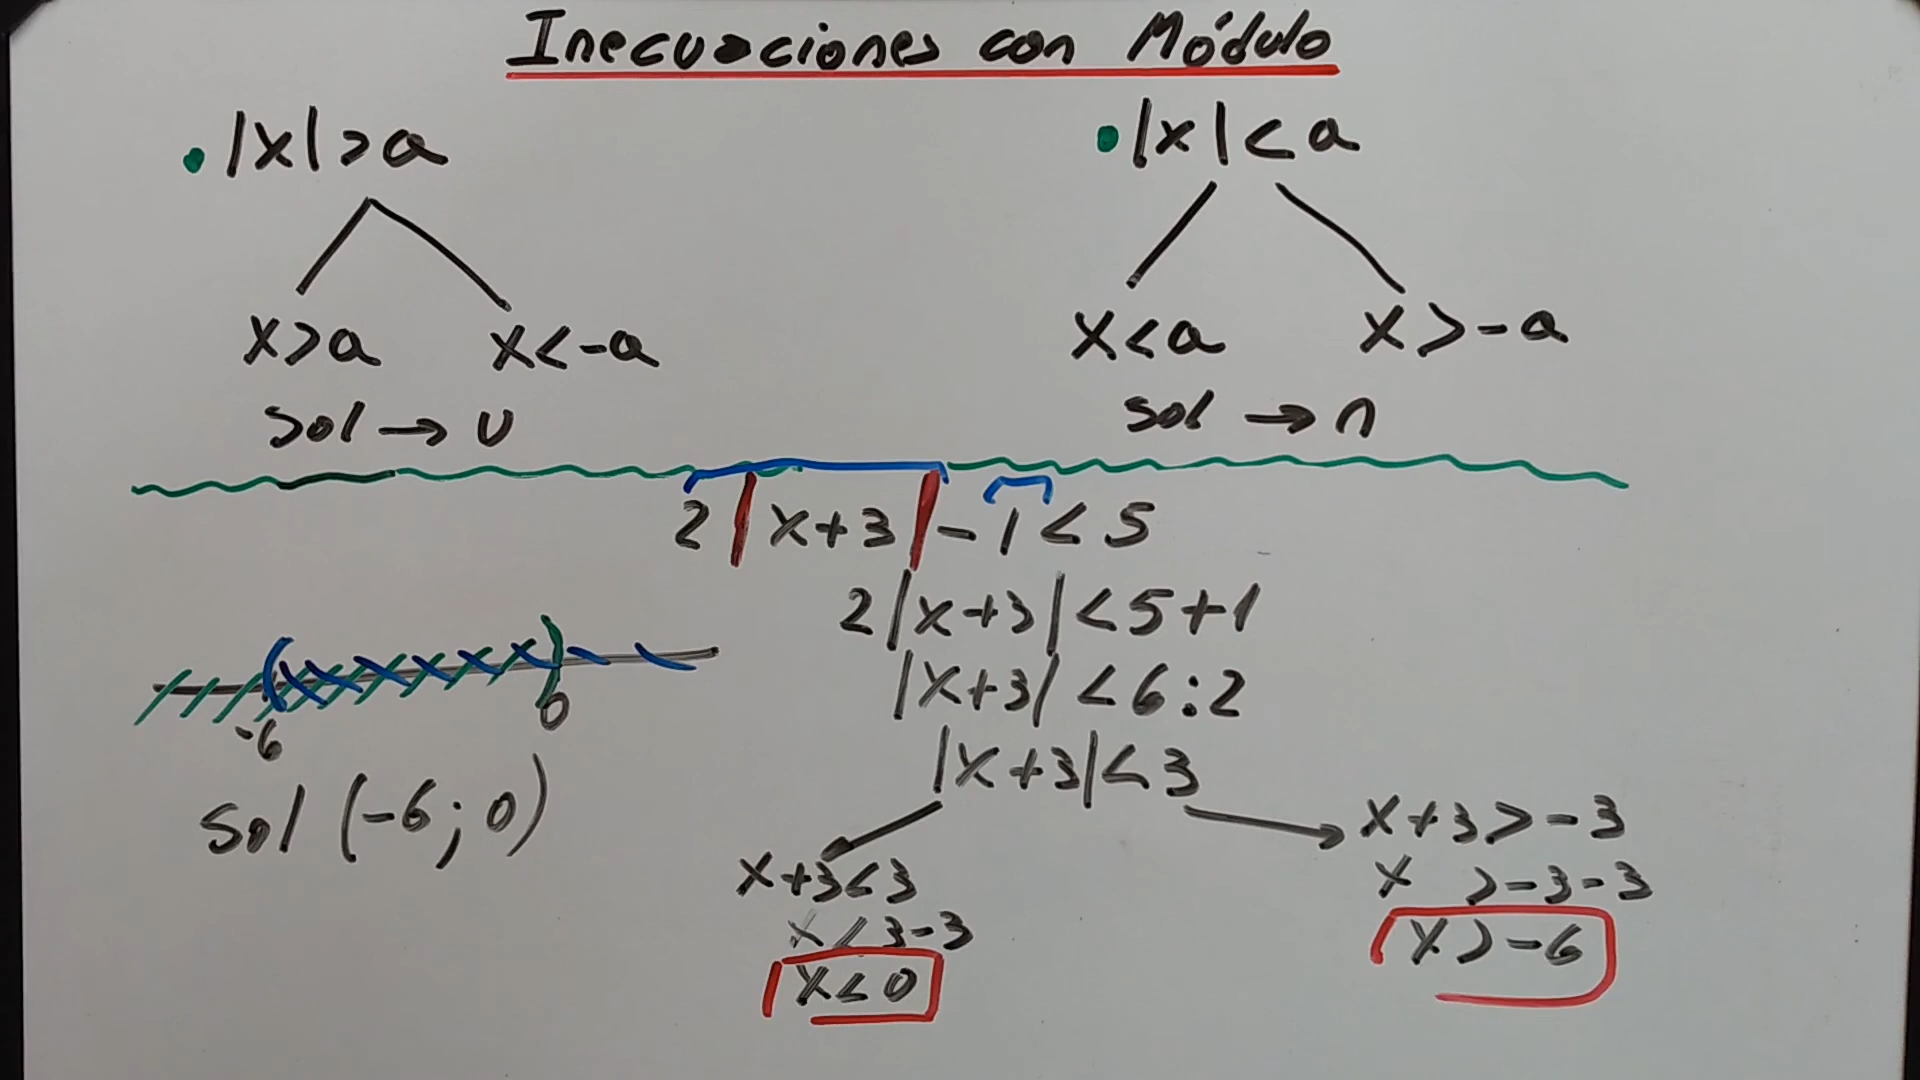 Inecuaciones con Módulo
|x|>a
x>a x<-a
Sol → U
|x|<a
x<a x>-a
Sol → ∩
2|x+3|-1<5
2|x+3|<5+1
|x+3|<6:2
|x+3|<3
x+3<3
x<3-3
x<0
x+3>-3
x >-3-3
x>-6
-6 0
Sol (-6;0)